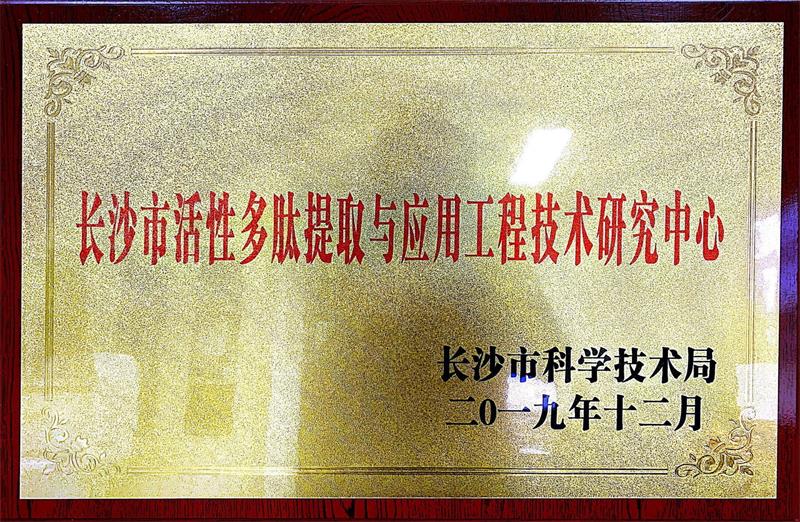 长沙市活性多肽提取与应用工程技术研究中心
长沙市科学技术局
二0一九年十二月